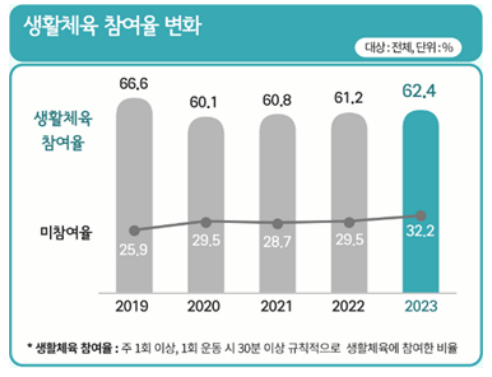 생활체육 참여율 변화
대상 : 전체, 단위 : %
66.6 60.1 60.8 61.2 62.4
생활체육
참여율
미참여율
25.9 29.5 28.7 29.5 32.2
2019 2020 2021 2022 2023
* 생활체육 참여율 : 주 1회 이상, 1회 운동 시 30분 이상 규칙적으로 생활체육에 참여한 비율